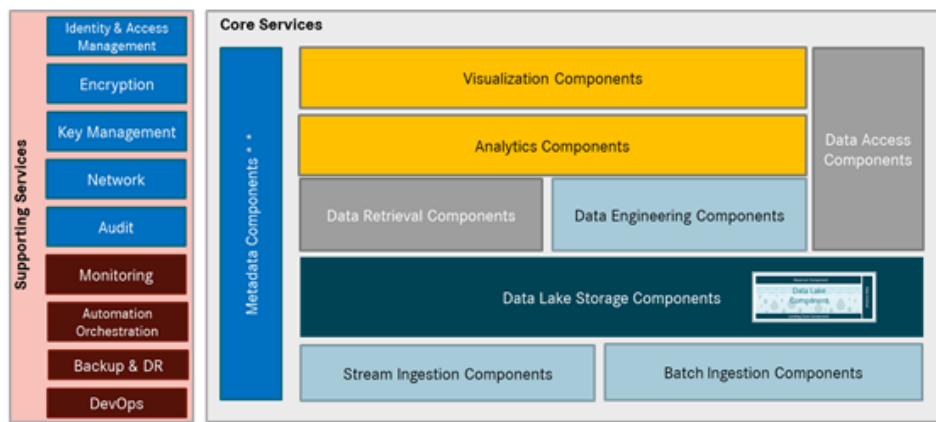 Supporting Services
Identity & Access
Management
Encryption
Key Management
Network
Audit
Monitoring
Automation
Orchestration
Backup & DR
DevOps
Core Services
Metadata Components * *
Visualization Components
Analytics Components
Data Access
Components
Data Retrieval Components
Data Engineering Components
Data Lake Storage Components
Data Lake
Component
Stream Ingestion Components
Batch Ingestion Components